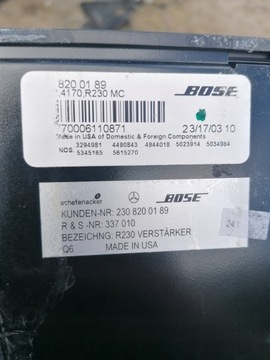 820 01 89
4170,R230 MC
BOSE
70006110871
23/17/03 10
Made in USA of Domestic & Foreign Components
3294981 4490843 4944018 5023914 5034984
NOS.
5345165 5615270
schefenacker
BOSE
KUNDEN-NR: 230 820 01 89
R & S -NR: 337 010
BEZEICHNG: R230 VERSTÄRKER
Q6 MADE IN USA
24